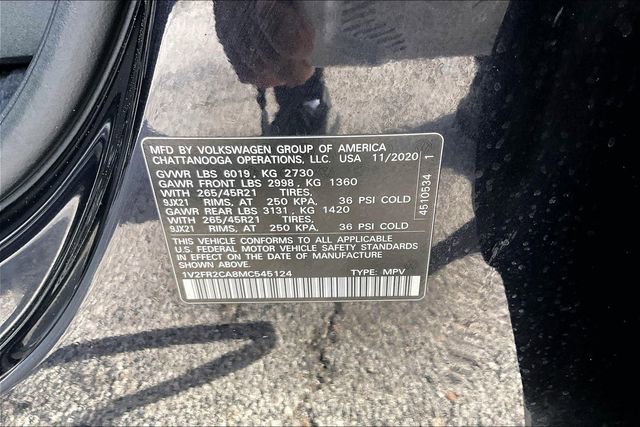 MFD BY VOLKSWAGEN GROUP OF AMERICA
CHATTANOOGA OPERATIONS, LLC. USA 11/2020
GVWR LBS 6019, KG 2730
GAWR FRONT LBS 2998, KG 1360
WITH 265/45R21 TIRES,
9JX21 RIMS, AT 250 KPA, 36 PSI COLD
GAWR REAR LBS 3131, KG 1420
WITH 265/45R21 TIRES,
9JX21 RIMS, AT 250 KPA, 36 PSI COLD
THIS VEHICLE CONFORMS TO ALL APPLICABLE
U.S. FEDERAL MOTOR VEHICLE SAFETY STANDARDS
IN EFFECT ON THE DATE OF MANUFACTURE
SHOWN ABOVE.
1V2FR2CA8MC545124 TYPE: MPV
4510534 1